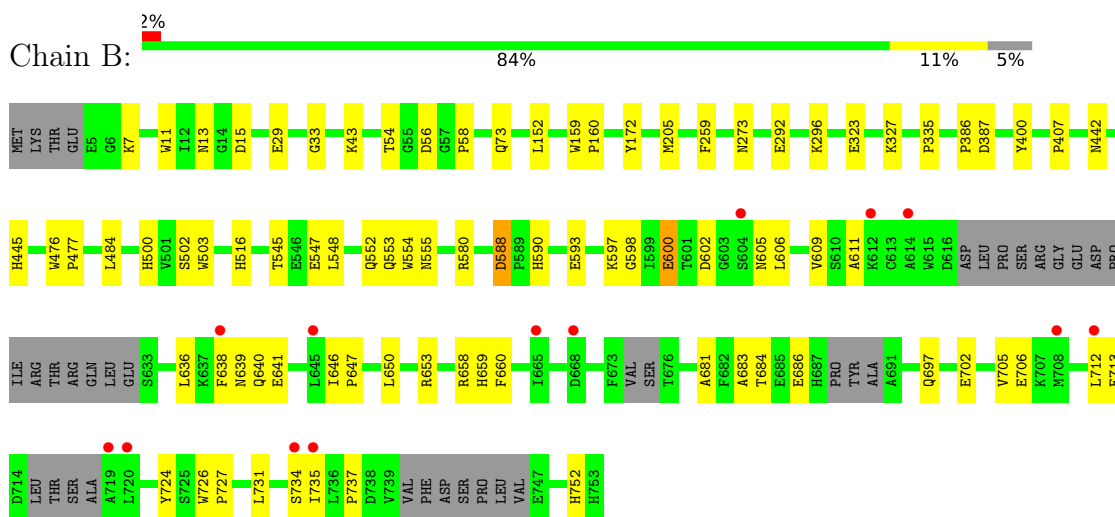 2%
Chain B:
84% 11% 5%
MET LYS THR GLU E5 G6 K7 W11 I12 N13 G14 D15 E29 G33 K43 T54 G55 D56 G57 P58 Q73 L152 W159 P160 Y172 M205 F259 N273 E292 K296 E323 K327 P335 P386 D387 Y400 P407 N442
H445 W476 P477 L484 H500 V501 S502 W503 H516 T545 E546 E547 L548 Q552 Q553 W554 N555 R580 D588 P589 H590 E593 K597 G598 I599 E600 T601 D602 G603 S604 N605 L606 V609 S610 A611 K612 C613 A614 W615 D616 ASP LEU PRO SER ARG GLY GLU ASP PRO
ILE ARG THR ARG GLN LEU GLU S633 L636 K637 F638 N639 Q640 E641 L645 I646 P647 L650 R653 R658 H659 F660 I665 D668 F673 VAL SER T676 A681 F682 A683 T684 E685 E686 H687 PRO TYR ALA A691 Q697 E702 V705 E706 K707 M708 L712
D714 LEU THR SER ALA A719 L720 Y724 S725 W726 P727 L731 S734 I735 L736 P737 D738 V739 VAL PHE ASP SER PRO LEU VAL E747 H752 H753